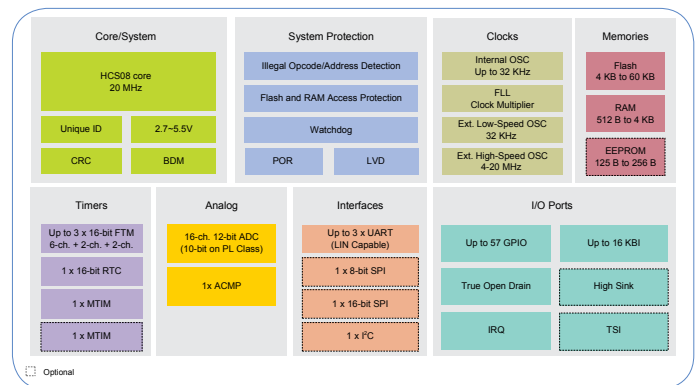 Core/System
HCS08 core
20 MHz
Unique ID
2.7~5.5V
CRC
BDM
System Protection
Illegal Opcode/Address Detection
Flash and RAM Access Protection
Watchdog
POR
LVD
Clocks
Internal OSC
Up to 32 KHz
FLL
Clock Multiplier
Ext. Low-Speed OSC
32 KHz
Ext. High-Speed OSC
4-20 MHz
Memories
Flash
4 KB to 60 KB
RAM
512 B to 4 KB
EEPROM
125 B to 256 B
Timers
Up to 3 x 16-bit FTM
6-ch. + 2-ch. + 2-ch.
1 x 16-bit RTC
1 x MTIM
1 x MTIM
Analog
16-ch. 12-bit ADC
(10-bit on PL Class)
1x ACMP
Interfaces
Up to 3 x UART
(LIN Capable)
1 x 8-bit SPI
1 x 16-bit SPI
1 x I²C
I/O Ports
Up to 57 GPIO
Up to 16 KBI
True Open Drain
High Sink
IRQ
TSI
Optional